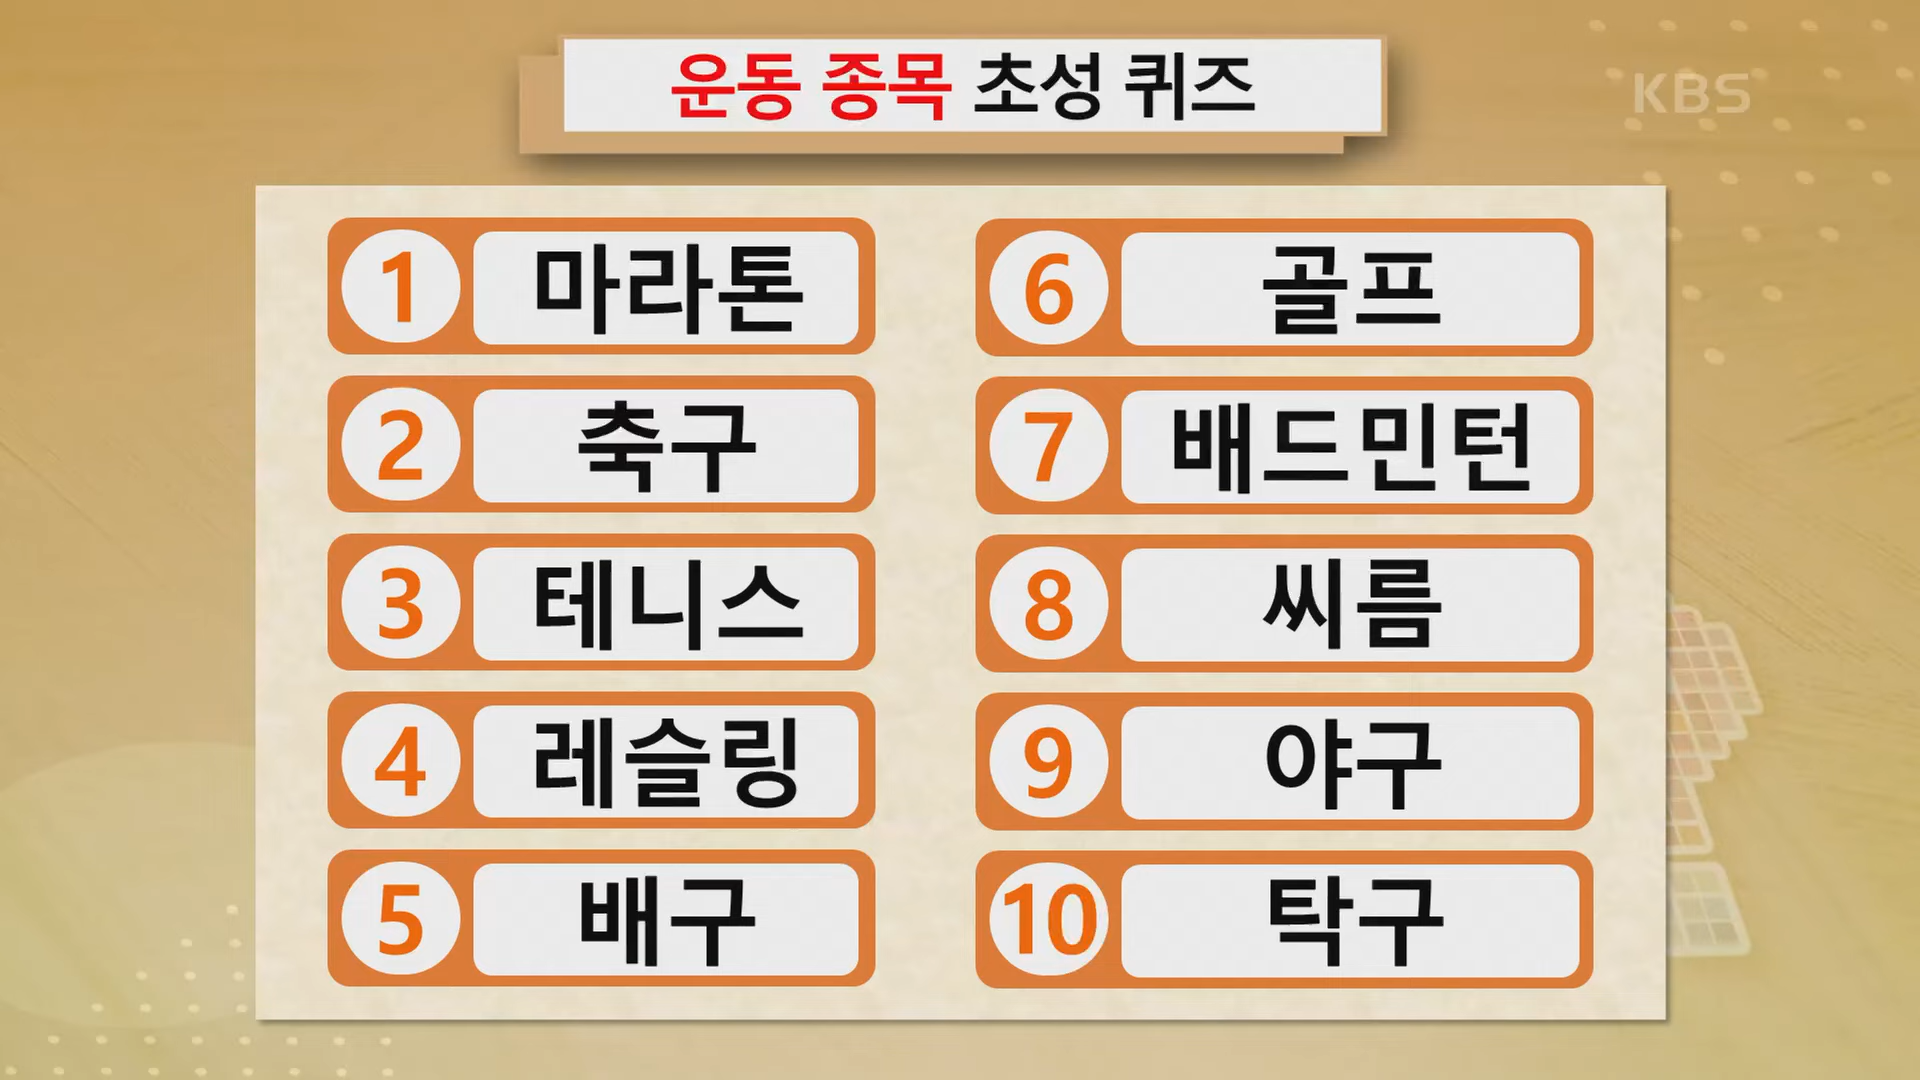 운동 종목 초성 퀴즈
KBS
1 마라톤
2 축구
3 테니스
4 레슬링
5 배구
6 골프
7 배드민턴
8 씨름
9 야구
10 탁구